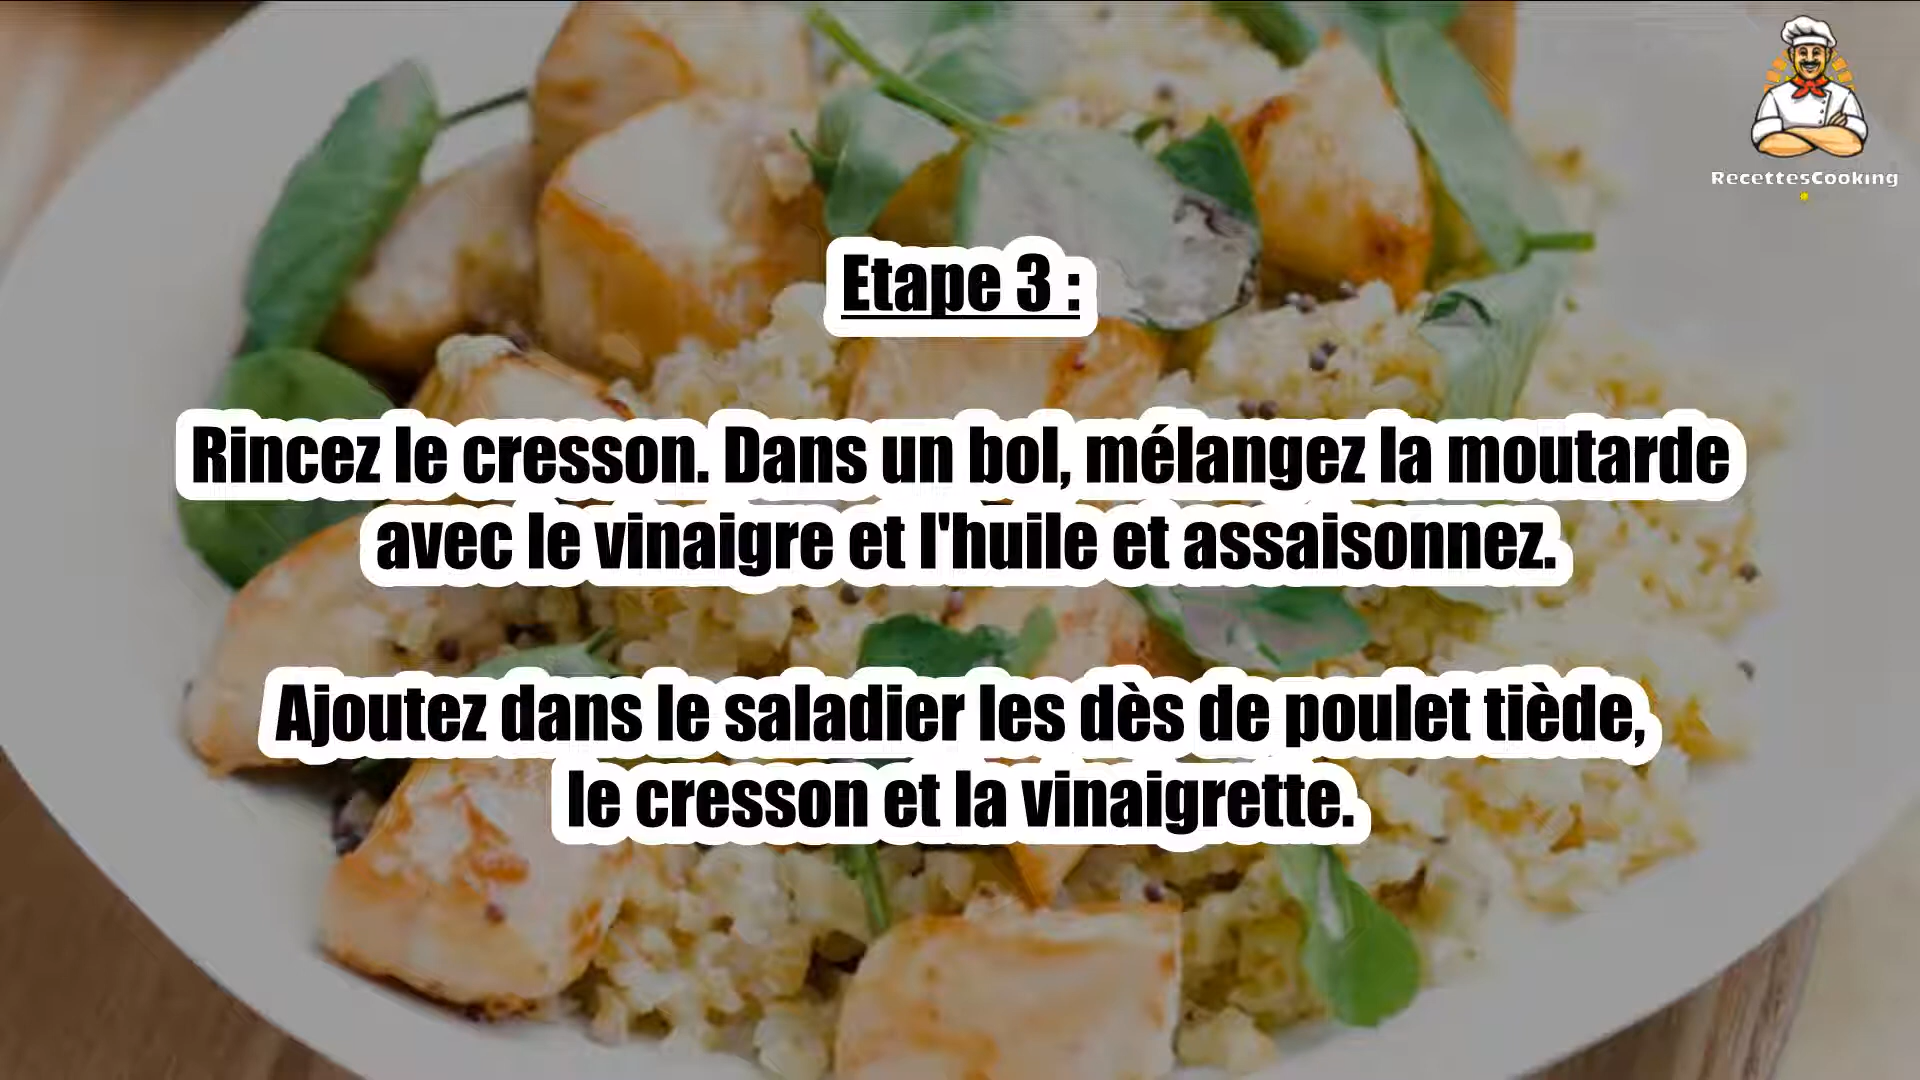 RecettesCooking
Etape 3 :
Rincez le cresson. Dans un bol, mélangez la moutarde
avec le vinaigre et l'huile et assaisonnez.
Ajoutez dans le saladier les dès de poulet tiède,
le cresson et la vinaigrette.